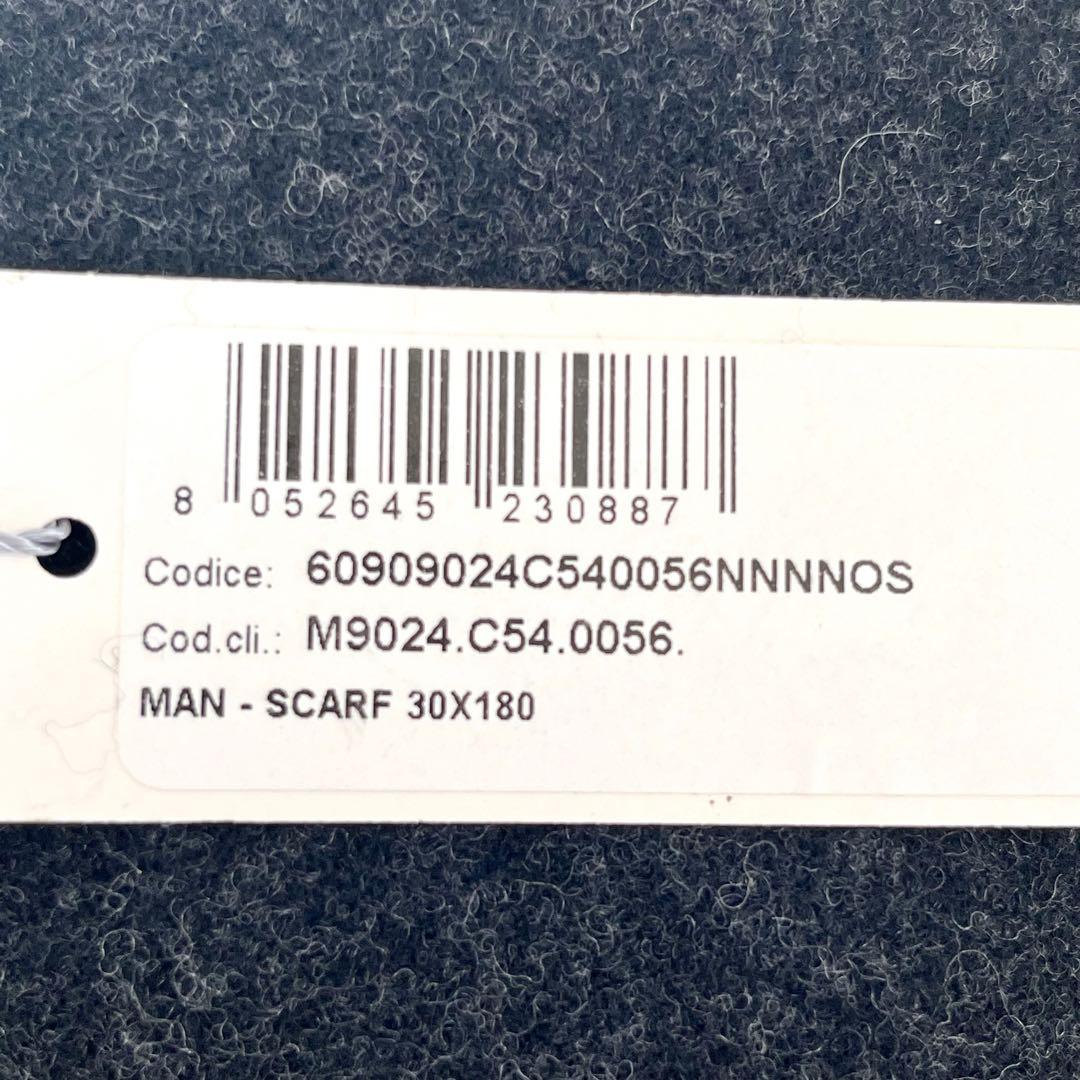 8 052645 230887
Codice: 60909024C540056NNNNOS
Cod.cli.: M9024.C54.0056.
MAN - SCARF 30X180